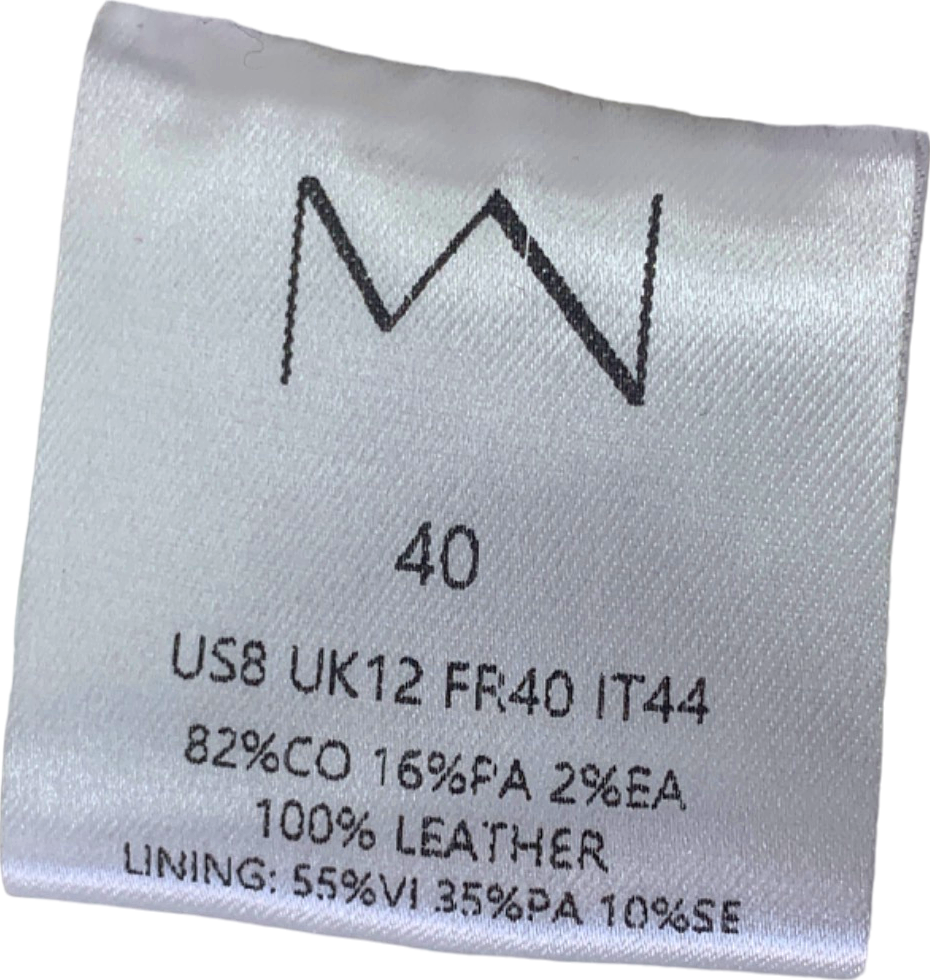 40
US8 UK12 FR40 IT44
82%CO 16%PA 2%EA
100% LEATHER
LINING: 55%VI 35%PA 10%SE